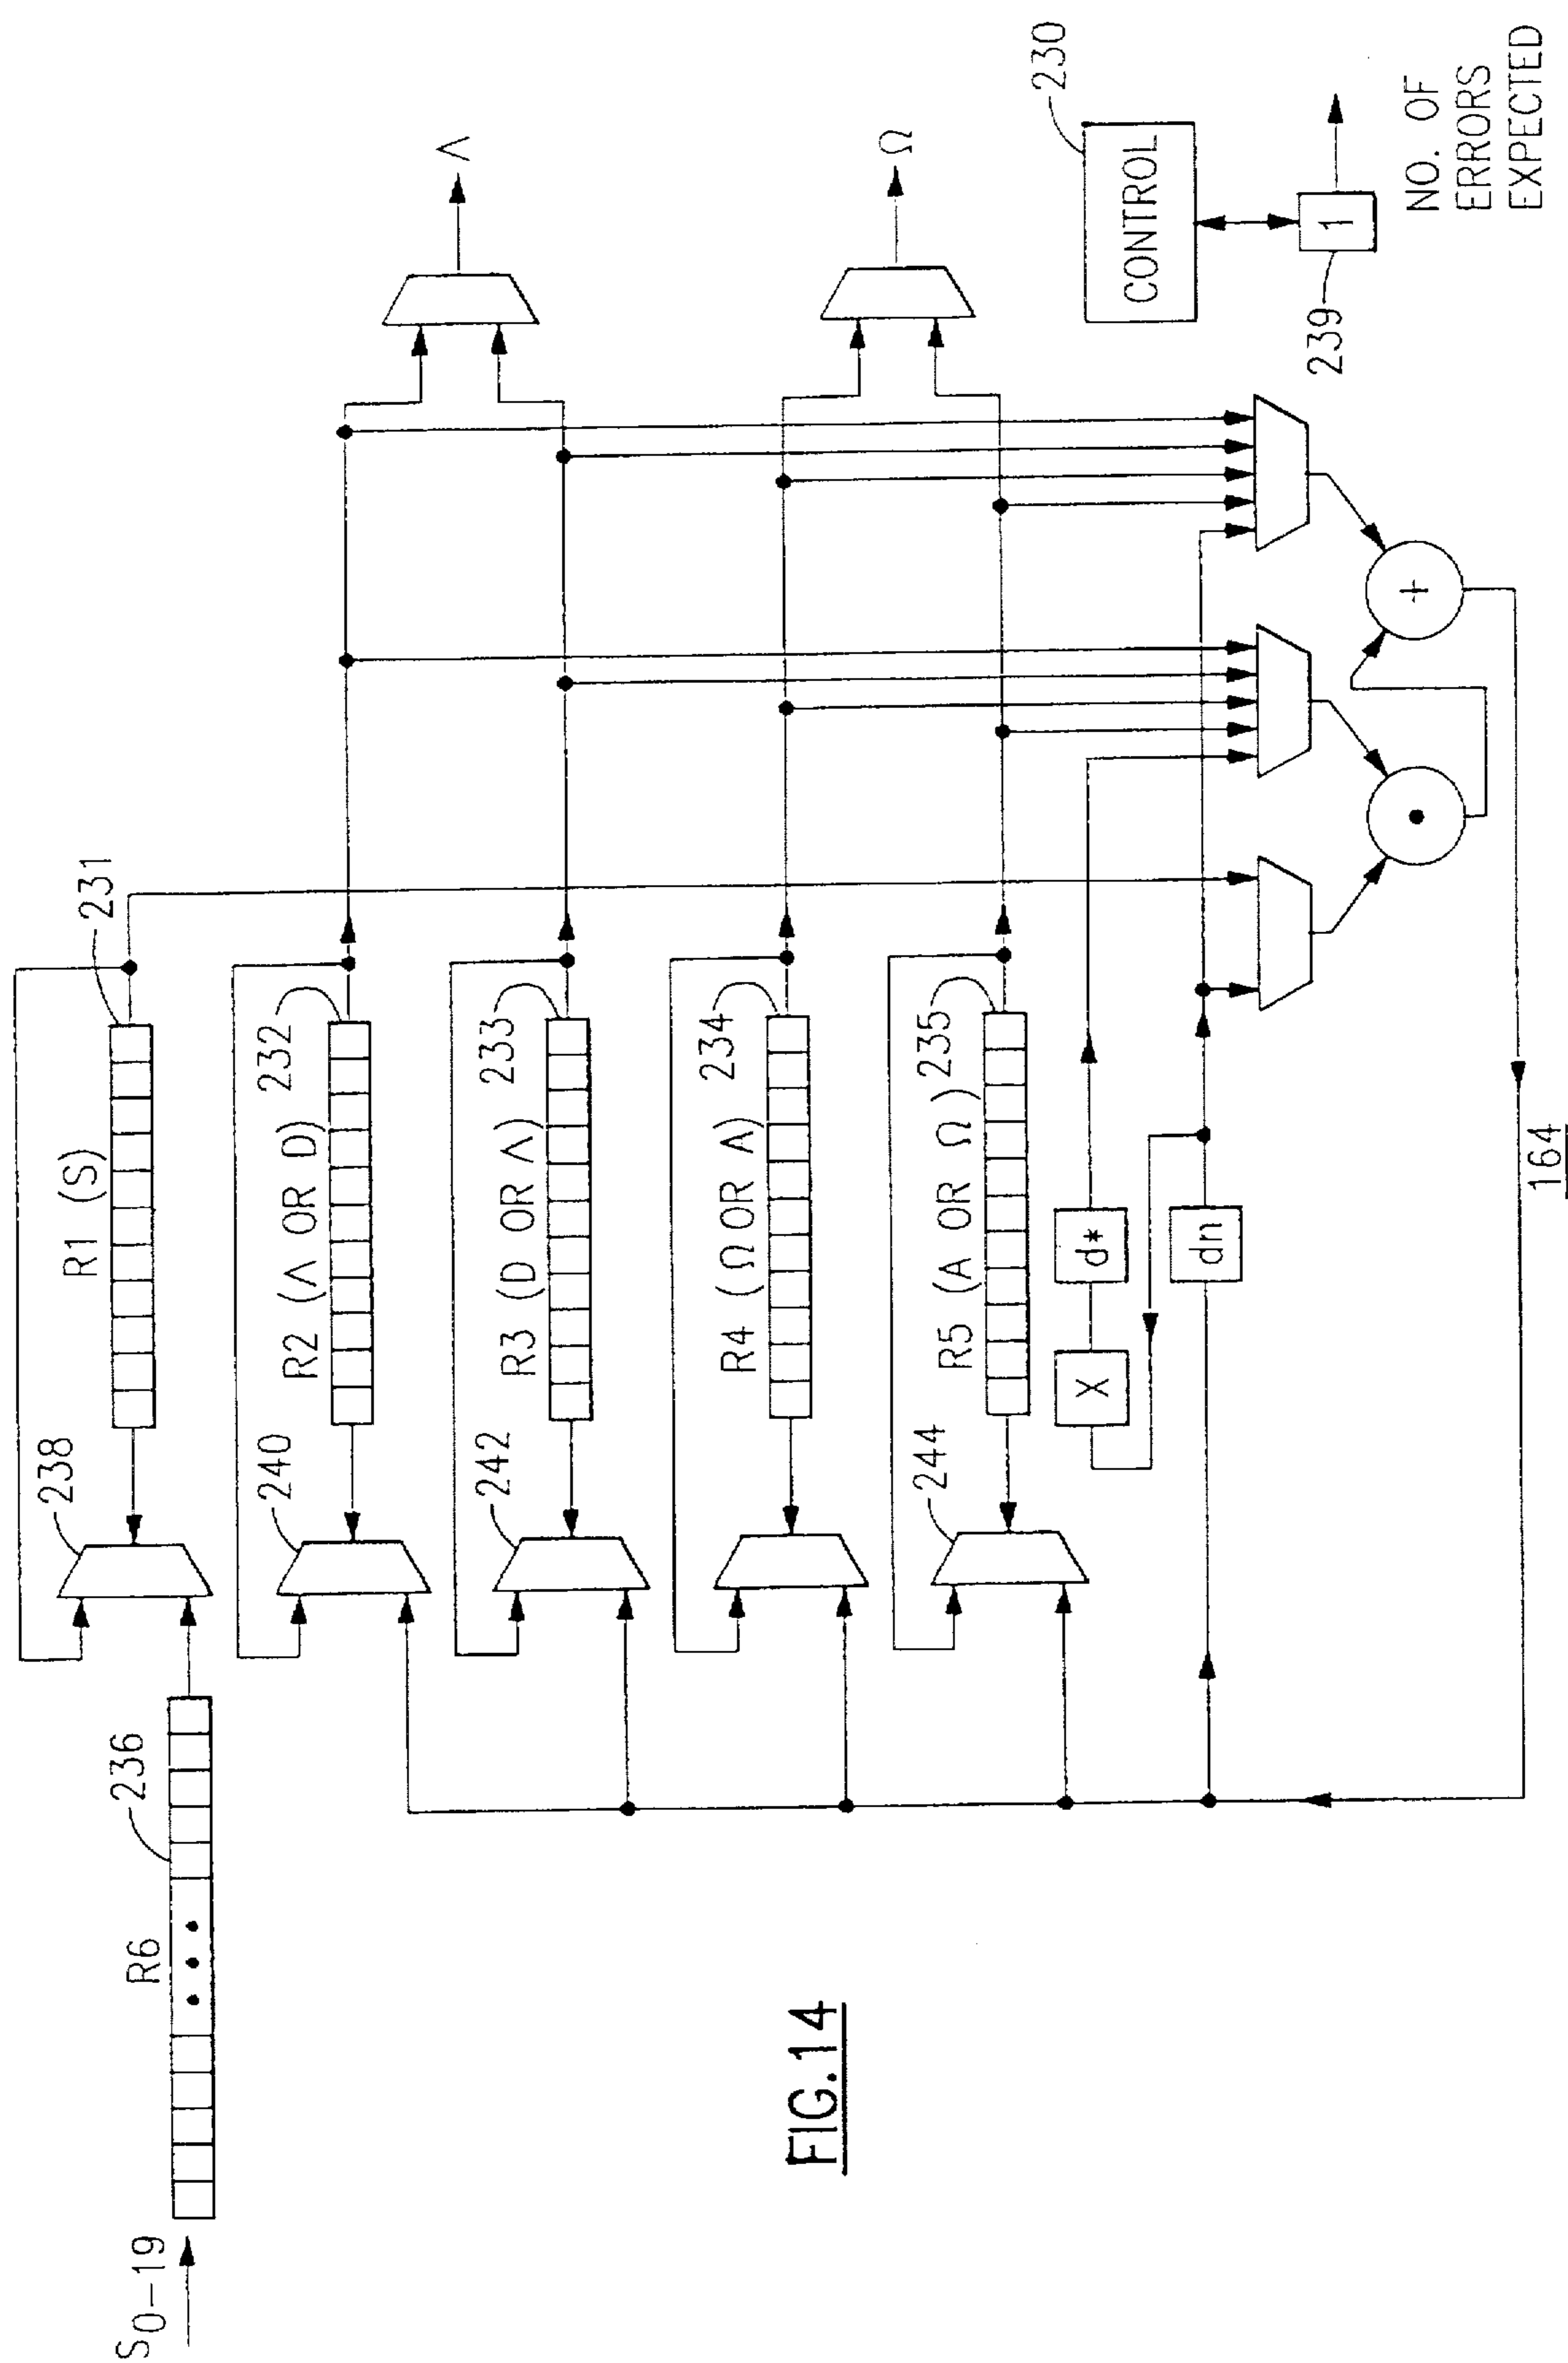 S0-19
R6
236
238
R1 (S)
231
240
R2 (Λ OR D)
232
242
R3 (D OR Λ)
233
R4 (Ω OR A)
234
244
R5 (A OR Ω)
235
X
d*
dn
Λ
Ω
CONTROL
230
1
239
NO. OF
ERRORS
EXPECTED
+
•
164
FIG.14